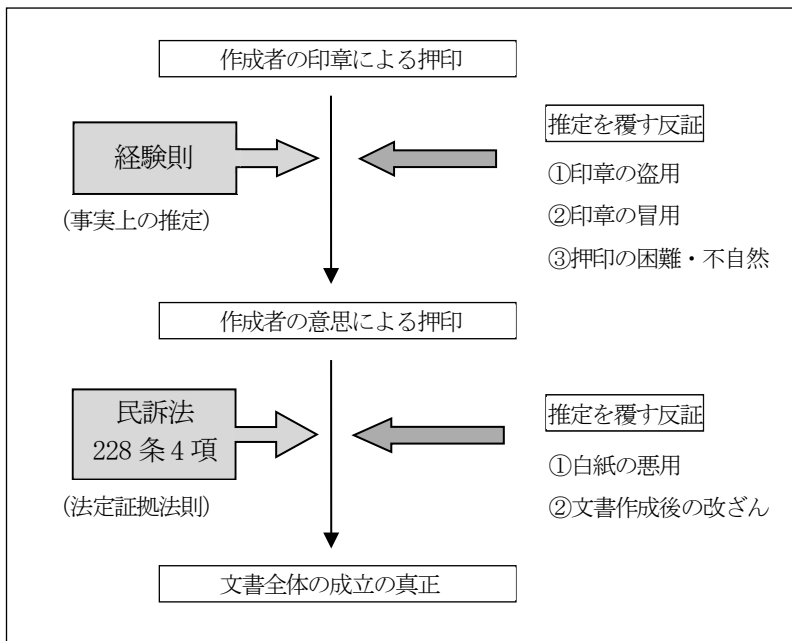 作成者の印章による押印
経験則
(事実上の推定)
推定を覆す反証
①印章の盗用
②印章の冒用
③押印の困難・不自然
作成者の意思による押印
民訴法
228条4項
(法定証拠法則)
推定を覆す反証
①白紙の悪用
②文書作成後の改ざん
文書全体の成立の真正